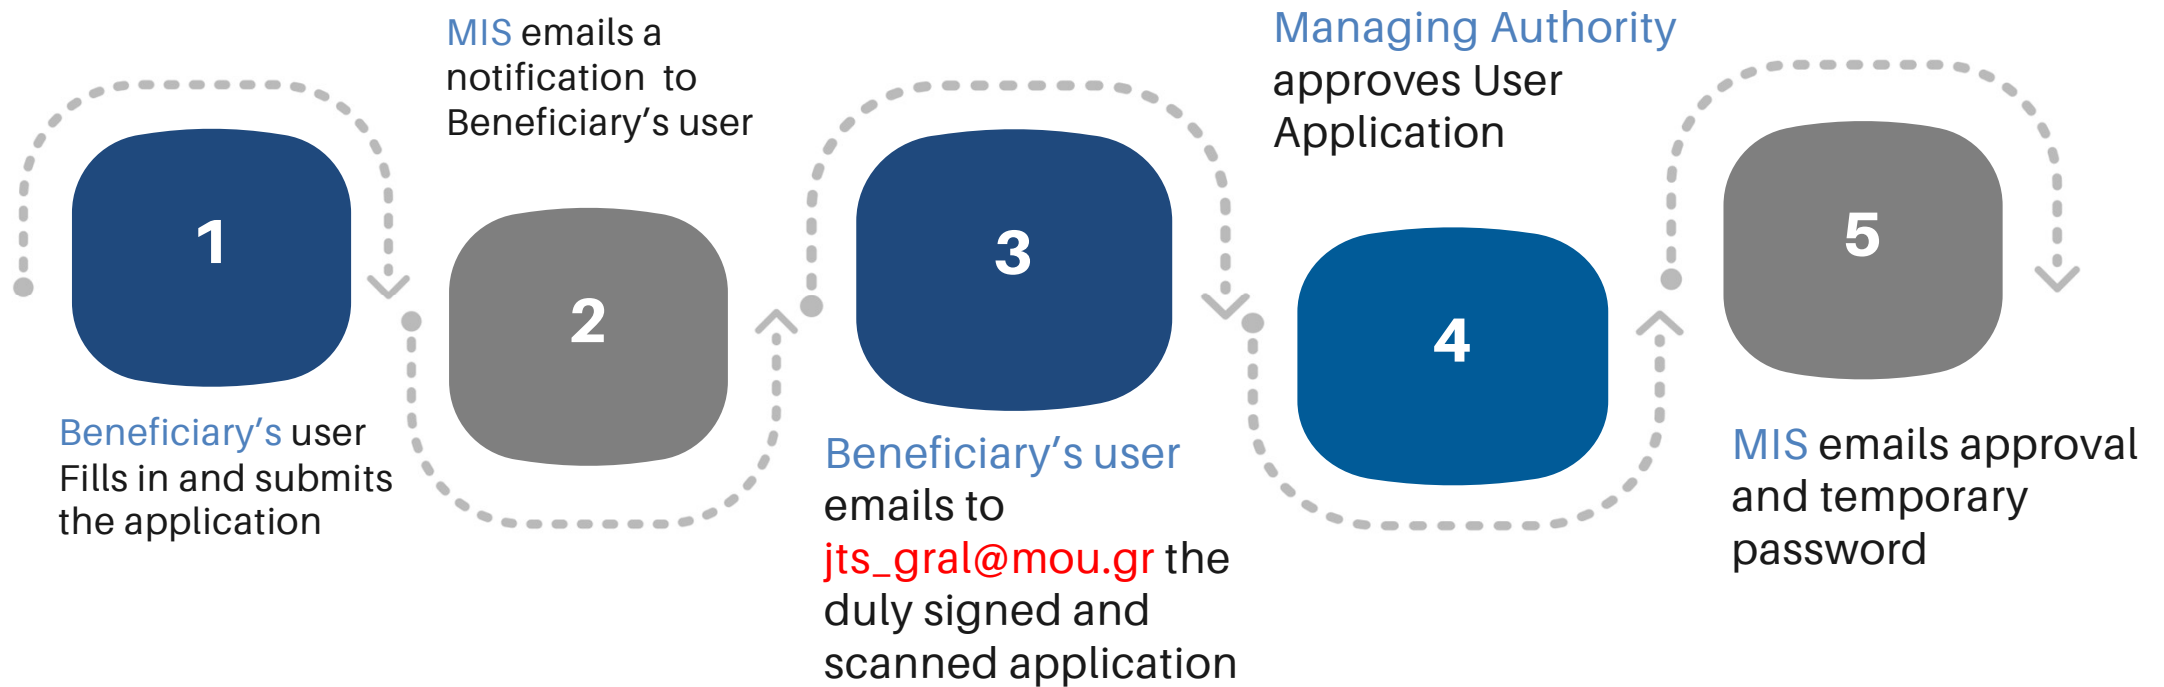 1
Beneficiary's user
Fills in and submits
the application
MIS emails a
notification to
Beneficiary's user
2
3
Beneficiary's user
emails to
jts_gral@mou.gr the
duly signed and
scanned application
Managing Authority
approves User
Application
4
5
MIS emails approval
and temporary
password